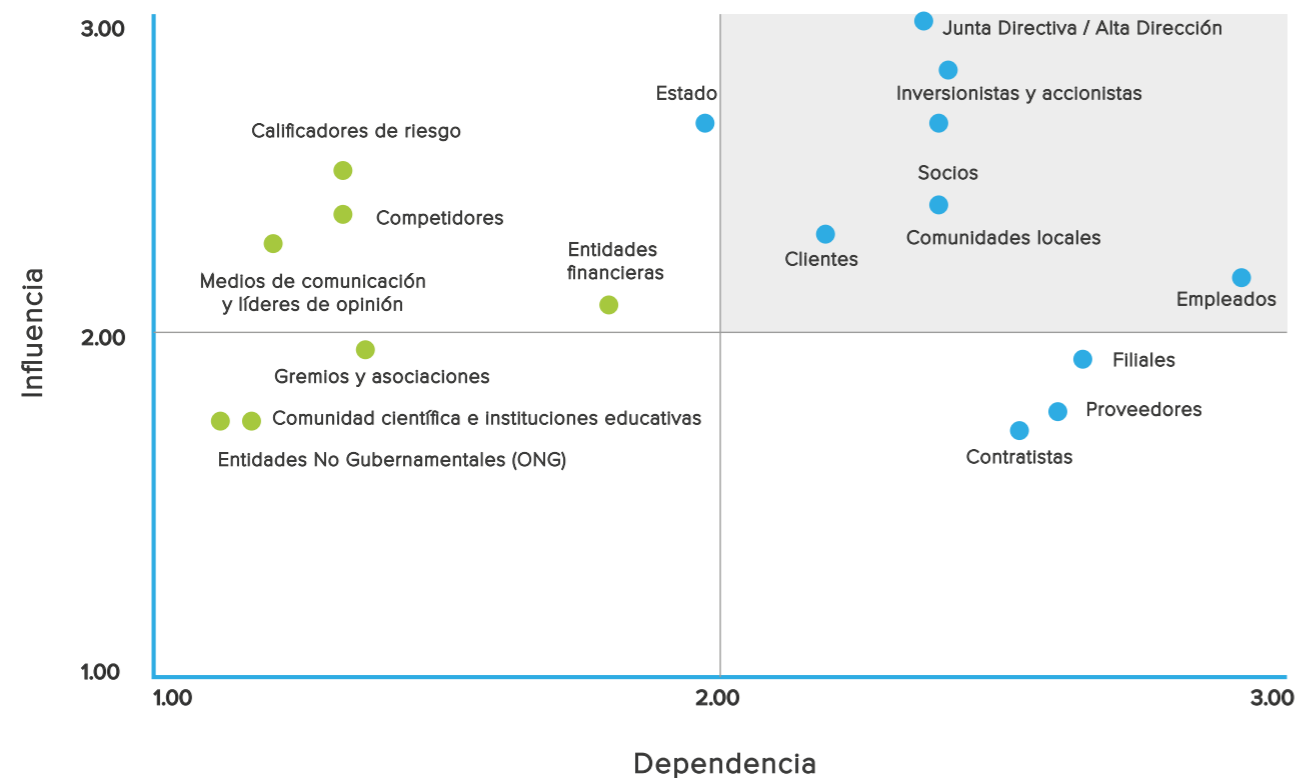 3.00
Junta Directiva / Alta Dirección
Estado
Inversionistas y accionistas
Calificadores de riesgo
Socios
Competidores
Comunidades locales
Entidades
financieras
Clientes
Medios de comunicación
y líderes de opinión
Empleados
Influencia
2.00
Filiales
Gremios y asociaciones
Proveedores
Comunidad científica e instituciones educativas
Contratistas
Entidades No Gubernamentales (ONG)
1.00
1.00
2.00
3.00
Dependencia